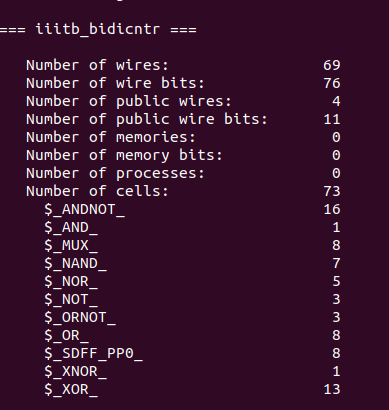 === iiitb_bidicntr ===
Number of wires: 69
Number of wire bits: 76
Number of public wires: 4
Number of public wire bits: 11
Number of memories: 0
Number of memory bits: 0
Number of processes: 0
Number of cells: 73
$_ANDNOT_ 16
$_AND_ 1
$_MUX_ 8
$_NAND_ 7
$_NOR_ 5
$_NOT_ 3
$_ORNOT_ 3
$_OR_ 8
$_SDFF_PP0_ 8
$_XNOR_ 1
$_XOR_ 13